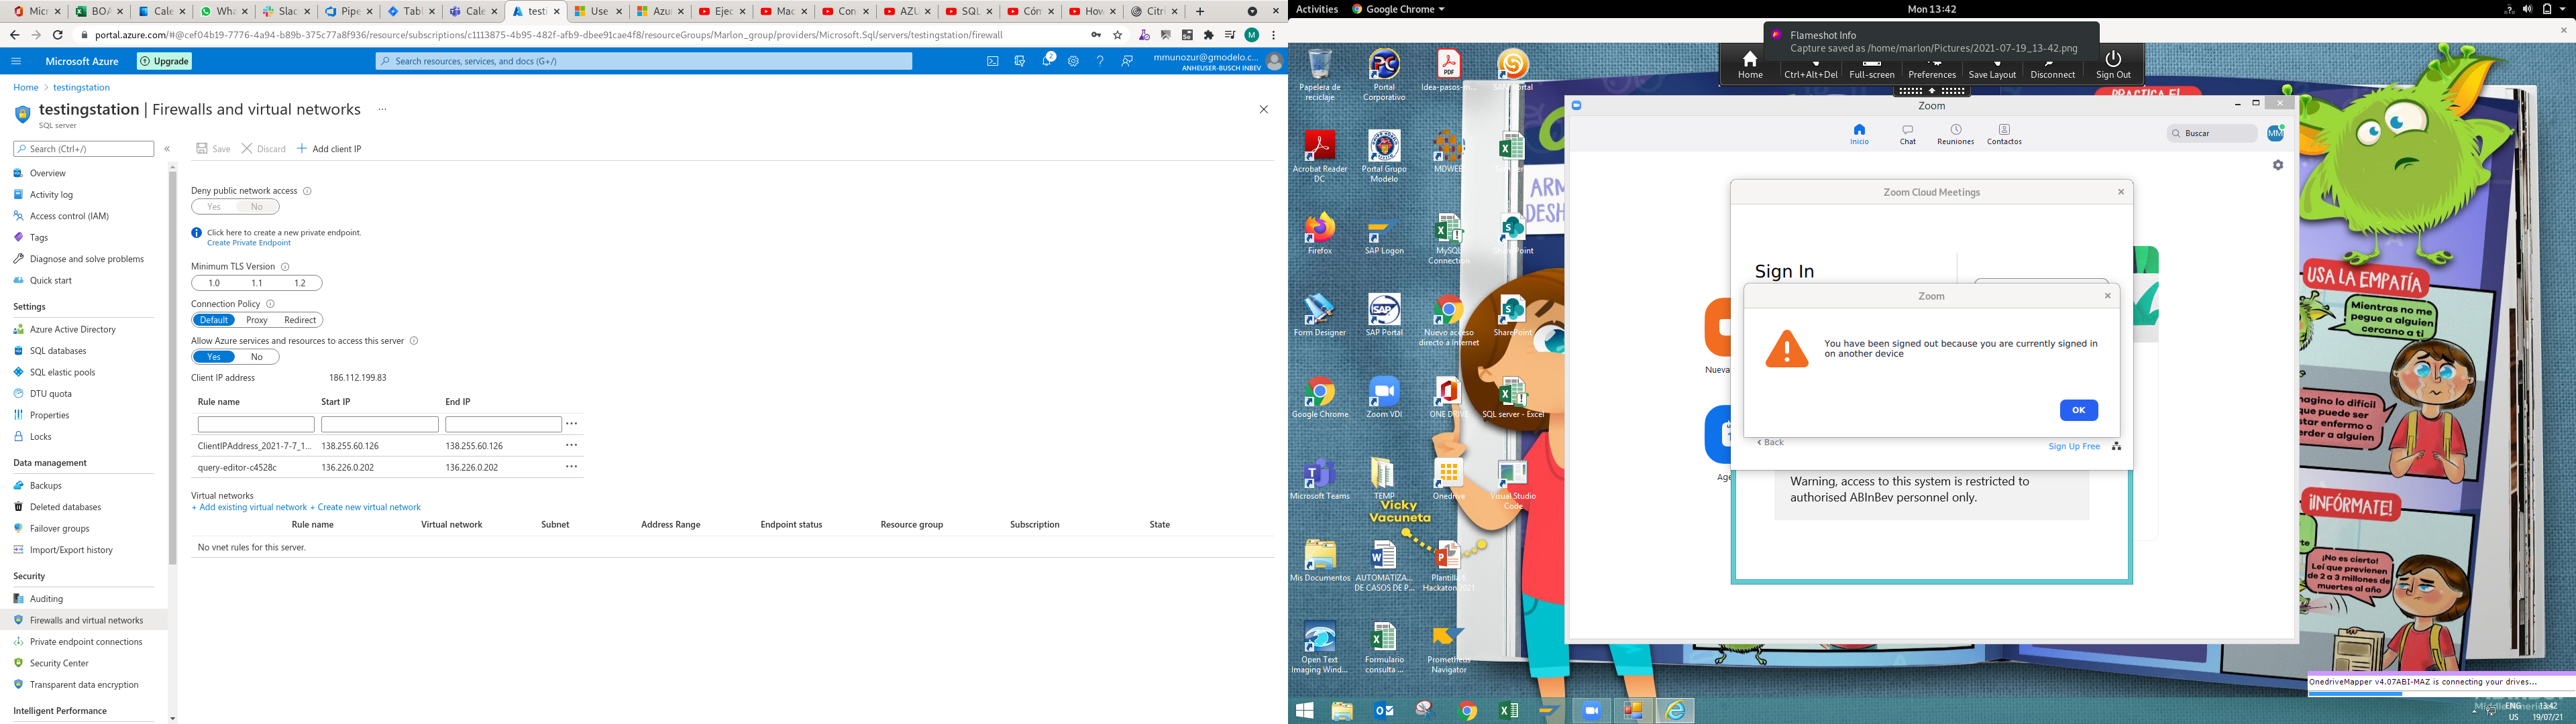 Micr
BOA
Cale
Wha
Slac
Pipe
Tabl
Cale
testi
Use
Azur
Ejec
Mac
Con
AZU
SQL
Cóm
How
Citri
portal.azure.com/#@cef04b19-7776-4a94-b89b-375c77a8f936/resource/subscriptions/c1113875-4b95-482f-afb9-dbee91cae4f8/resourceGroups/Marlon_group/providers/Microsoft.Sql/servers/testingstation/firewall
Microsoft Azure
Upgrade
Search resources, services, and docs (G+/)
2
mmunozur@gmodelo.c...
ANHEUSER-BUSCH INBEV
Home > testingstation
testingstation | Firewalls and virtual networks ...
SQL server
Search (Ctrl+/)
Overview
Activity log
Access control (IAM)
Tags
Diagnose and solve problems
Quick start
Settings
Azure Active Directory
SQL databases
SQL elastic pools
DTU quota
Properties
Locks
Data management
Backups
Deleted databases
Failover groups
Import/Export history
Security
Auditing
Firewalls and virtual networks
Private endpoint connections
Security Center
Transparent data encryption
Intelligent Performance
Save Discard Add client IP
Deny public network access
Yes No
Click here to create a new private endpoint.
Create Private Endpoint
Minimum TLS Version
1.0 1.1 1.2
Connection Policy
Default Proxy Redirect
Allow Azure services and resources to access this server
Yes No
Client IP address 186.112.199.83
Rule name Start IP End IP
ClientIPAddress_2021-7-7_1... 138.255.60.126 138.255.60.126
query-editor-c4528c 136.226.0.202 136.226.0.202
Virtual networks
+ Add existing virtual network + Create new virtual network
Rule name Virtual network Subnet Address Range Endpoint status Resource group Subscription State
No vnet rules for this server.
Activities Google Chrome Mon 13:42
Flameshot Info
Capture saved as /home/marlon/Pictures/2021-07-19_13-42.png
Home Ctrl+Alt+Del Full-screen Preferences Save Layout Disconnect Sign Out
Papelera de reciclaje
Portal Corporativo
Idea-pasos-m...
Acrobat Reader DC
Portal Grupo Modelo
MDWEB
Firefox
SAP Logon
MySQL Connection
SharePoint
Form Designer
SAP Portal
Nuevo acceso directo a Internet
SharePoint
Google Chrome
Zoom VDI
ONE DRIVE
SQL server - Excel
Microsoft Teams
TEMP
Onedrive
Visual Studio Code
Vicky
Vacuneta
Mis Documentos
AUTOMATIZA... DE CASOS DE P...
Plantilla Hackaton 2021
Open Text Imaging Wind...
Formulario consulta ...
Prometheus Navigator
ARM
DESH
Zoom
Inicio Chat Reuniones Contactos
Buscar
MM
Zoom Cloud Meetings
Sign In
Zoom
You have been signed out because you are currently signed in
on another device
OK
Back
Sign Up Free
Nueva
Age
Warning, access to this system is restricted to
authorised ABInBev personnel only.
USA LA EMPATÍA
Mientras no me
pegue a alguien
cercano a ti
magino lo difícil
que puede ser
star enfermo o
erder a alguien
¡INFÓRMATE!
¡No es cierto!
Leí que previenen
de 2 a 3 millones de
muertes al año
OnedriveMapper v4.07ABI-MAZ is connecting your drives...
ENG
US
13:42
19/07/21